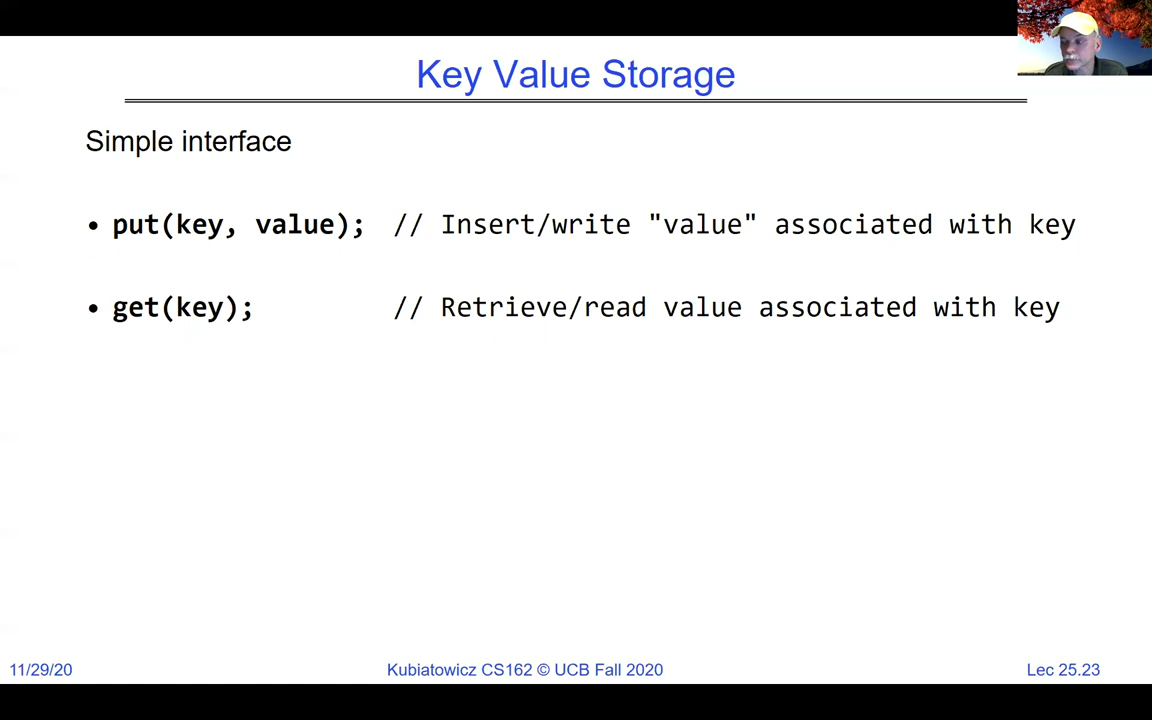 Key Value Storage
Simple interface
• put(key, value); // Insert/write "value" associated with key
• get(key); // Retrieve/read value associated with key
11/29/20 Kubiatowicz CS162 © UCB Fall 2020 Lec 25.23